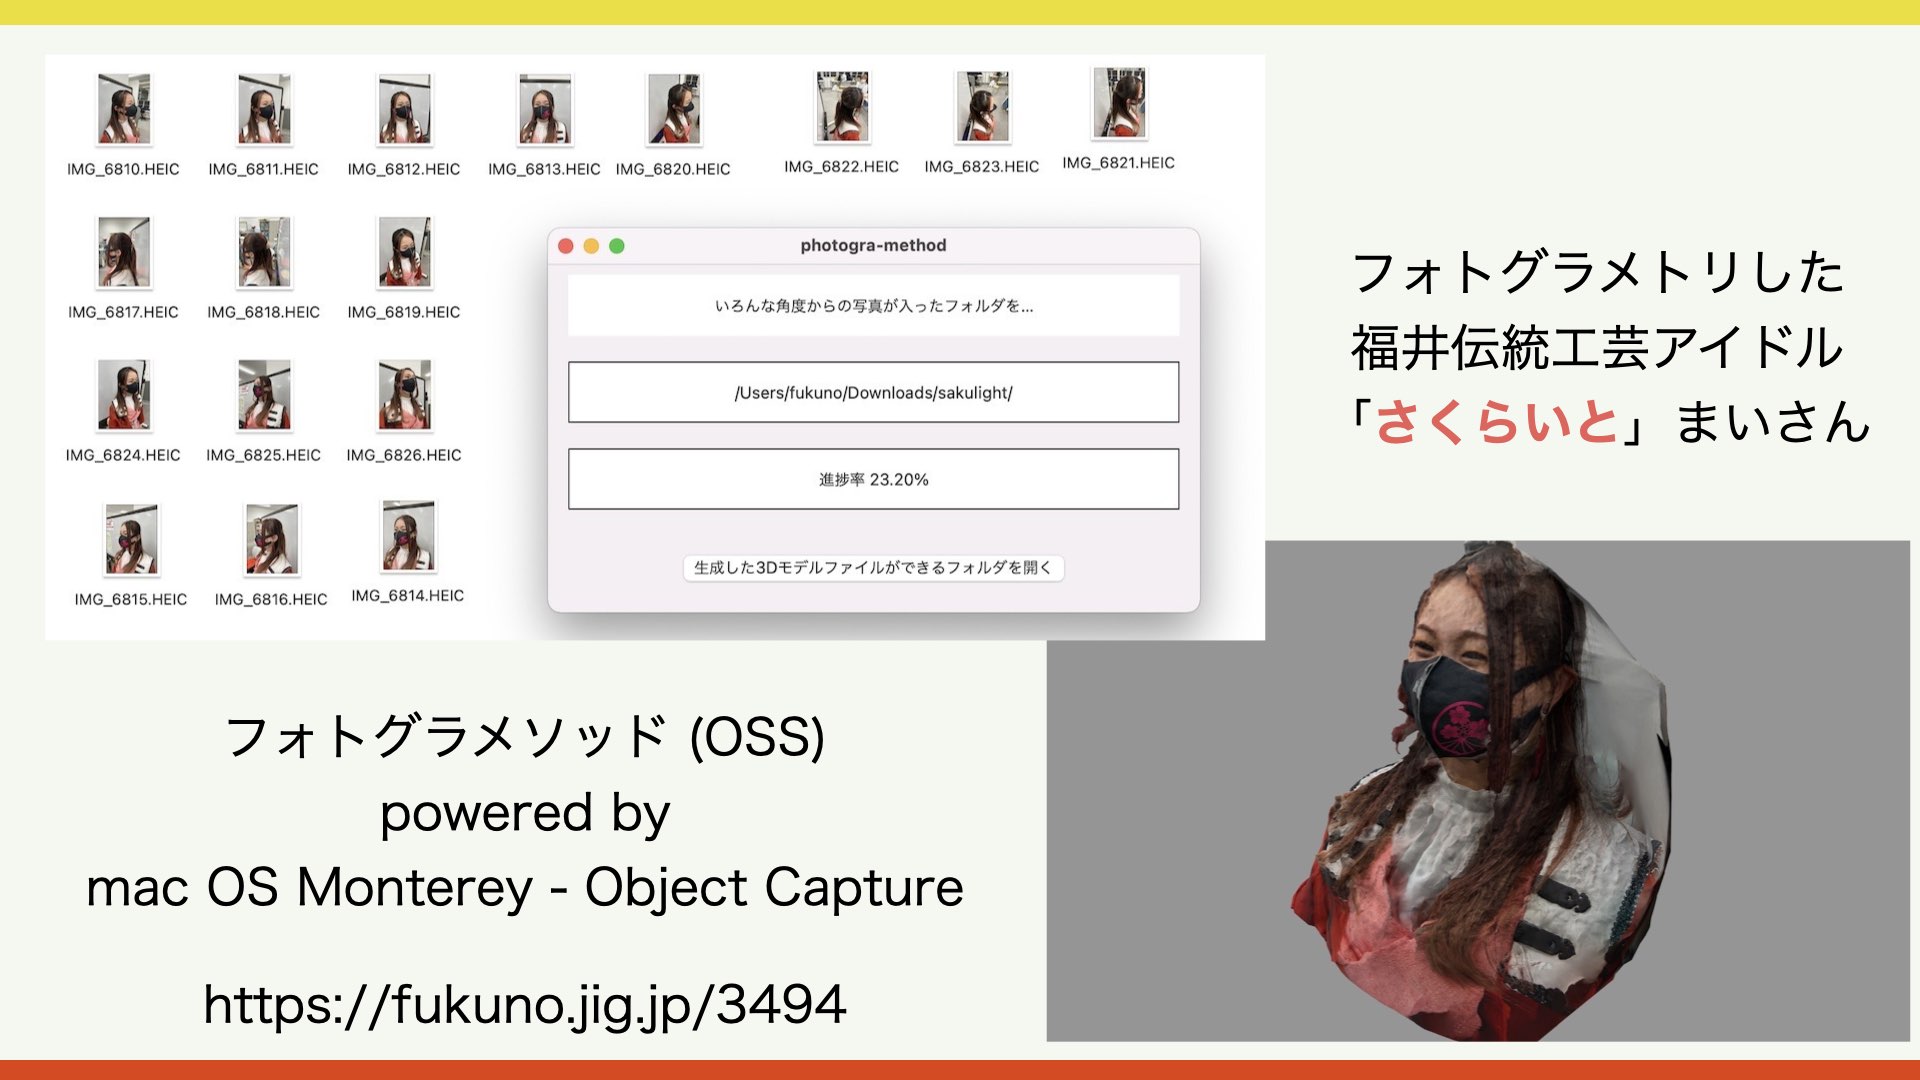 IMG_6810.HEIC IMG_6811.HEIC IMG_6812.HEIC IMG_6813.HEIC IMG_6820.HEIC IMG_6822.HEIC IMG_6823.HEIC IMG_6821.HEIC
IMG_6817.HEIC IMG_6818.HEIC IMG_6819.HEIC
IMG_6824.HEIC IMG_6825.HEIC IMG_6826.HEIC
IMG_6815.HEIC IMG_6816.HEIC IMG_6814.HEIC
photogra-method
いろんな角度からの写真が入ったフォルダを...
/Users/fukuno/Downloads/sakulight/
進捗率 23.20%
生成した3Dモデルファイルができるフォルダを開く
フォトグラメトリした
福井伝統工芸アイドル
「さくらいと」まいさん
フォトグラメソッド (OSS)
powered by
mac OS Monterey - Object Capture
https://fukuno.jig.jp/3494